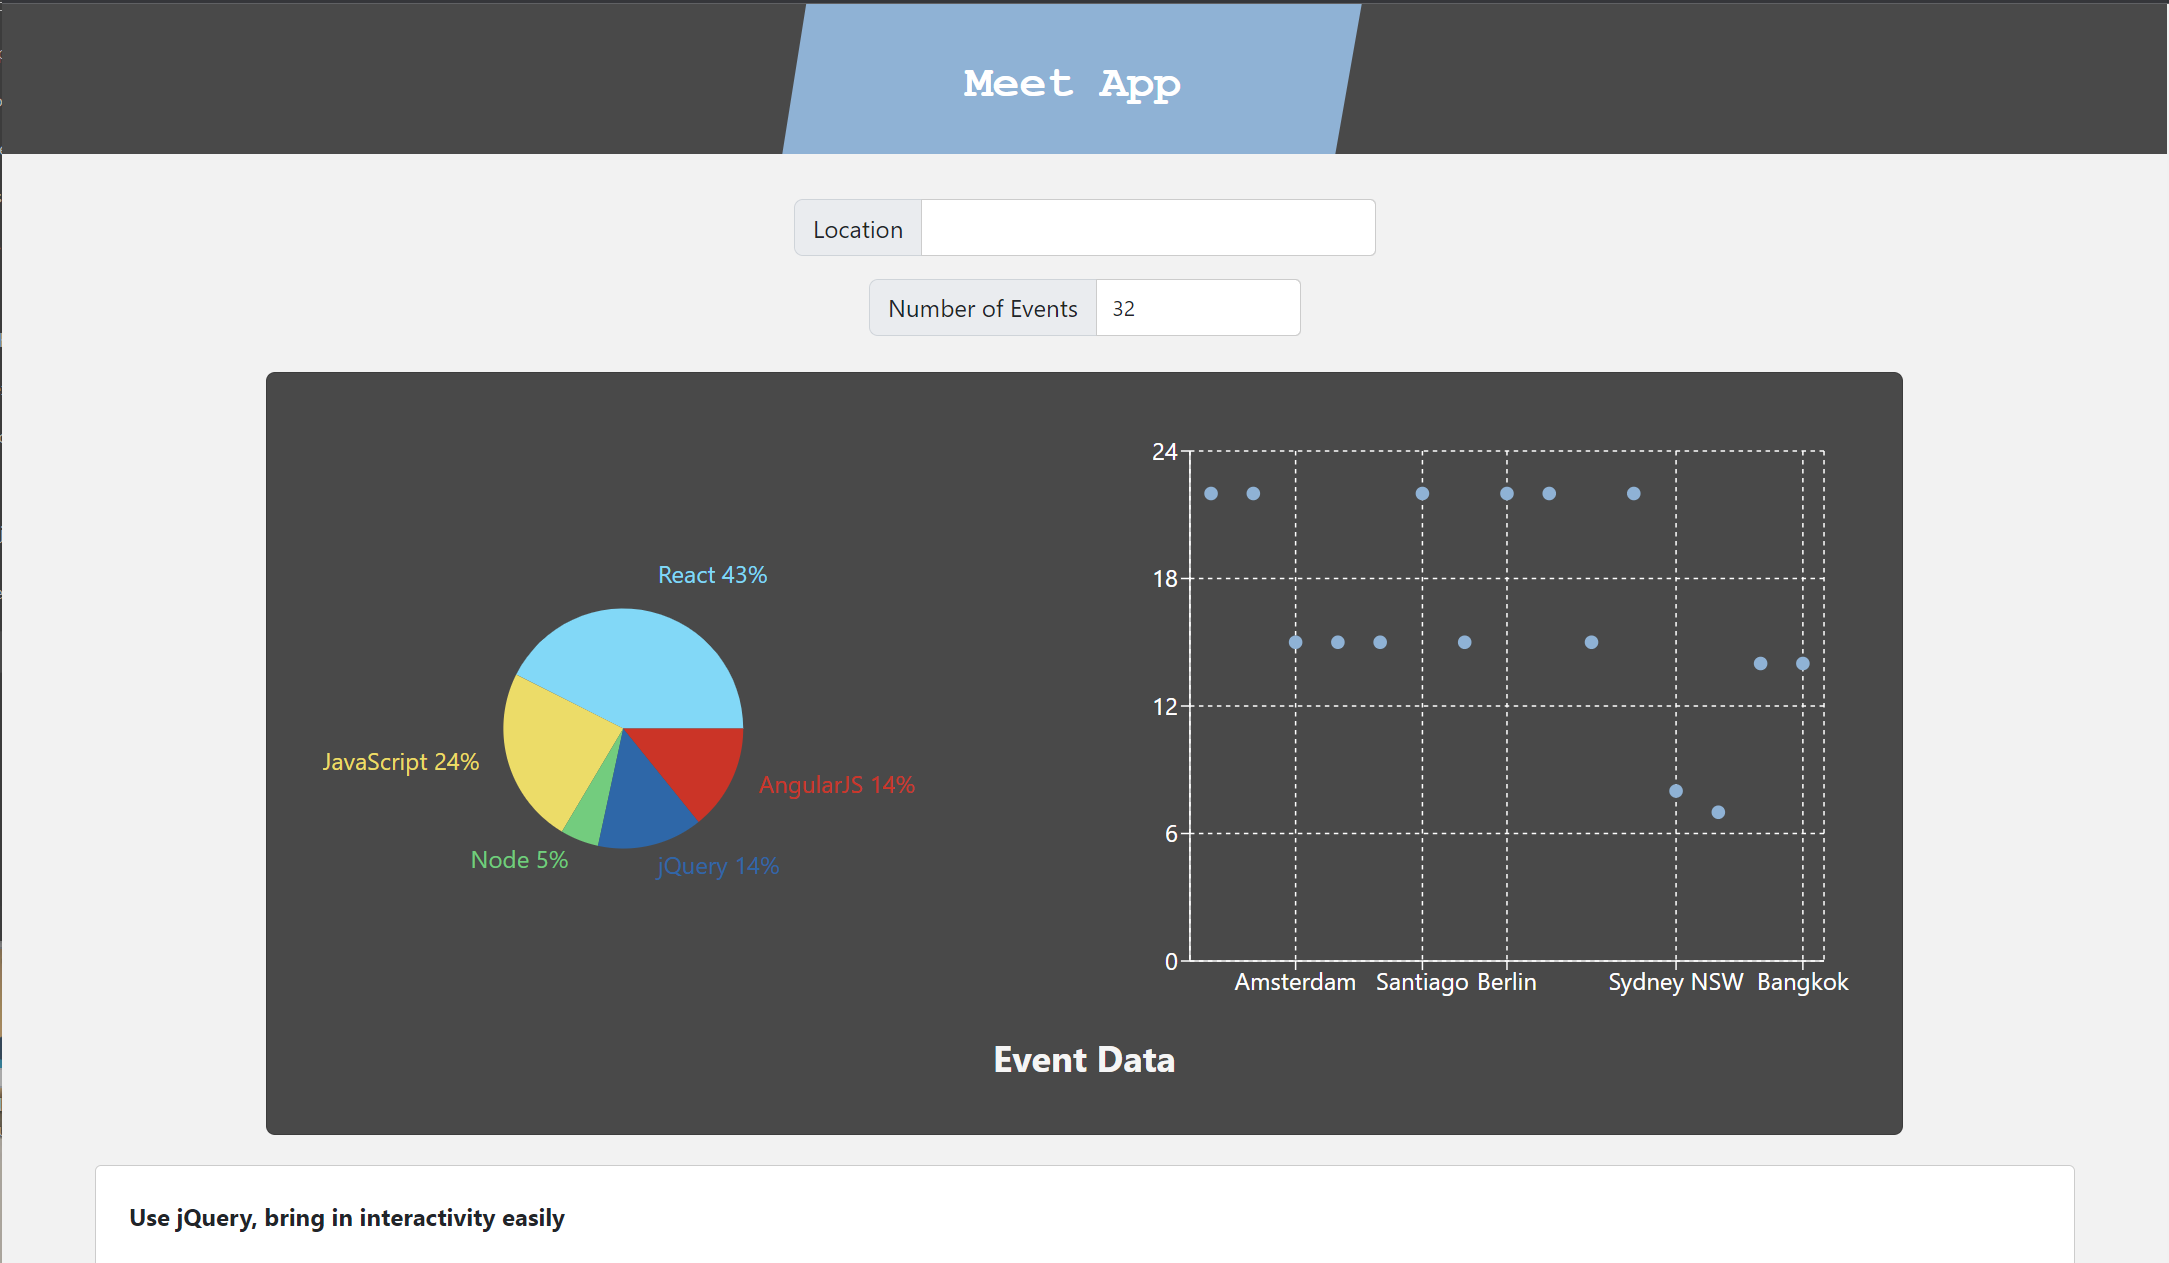 Meet App
Location
Number of Events 32
React 43%
JavaScript 24%
AngularJS 14%
Node 5%
jQuery 14%
24
18
12
6
0
Amsterdam Santiago Berlin Sydney NSW Bangkok
Event Data
Use jQuery, bring in interactivity easily